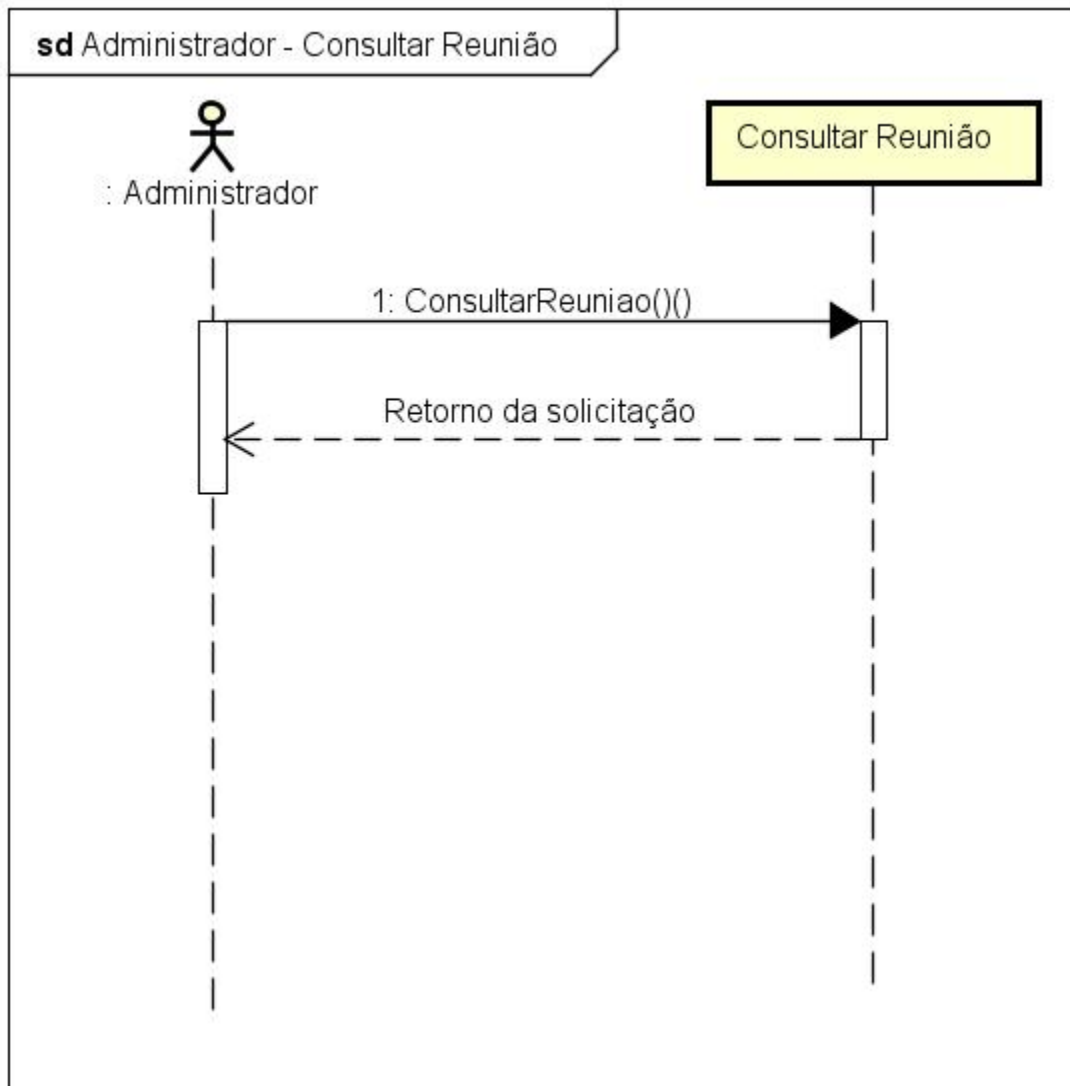 sd Administrador - Consultar Reunião
: Administrador
Consultar Reunião
1: ConsultarReuniao()()
Retorno da solicitação